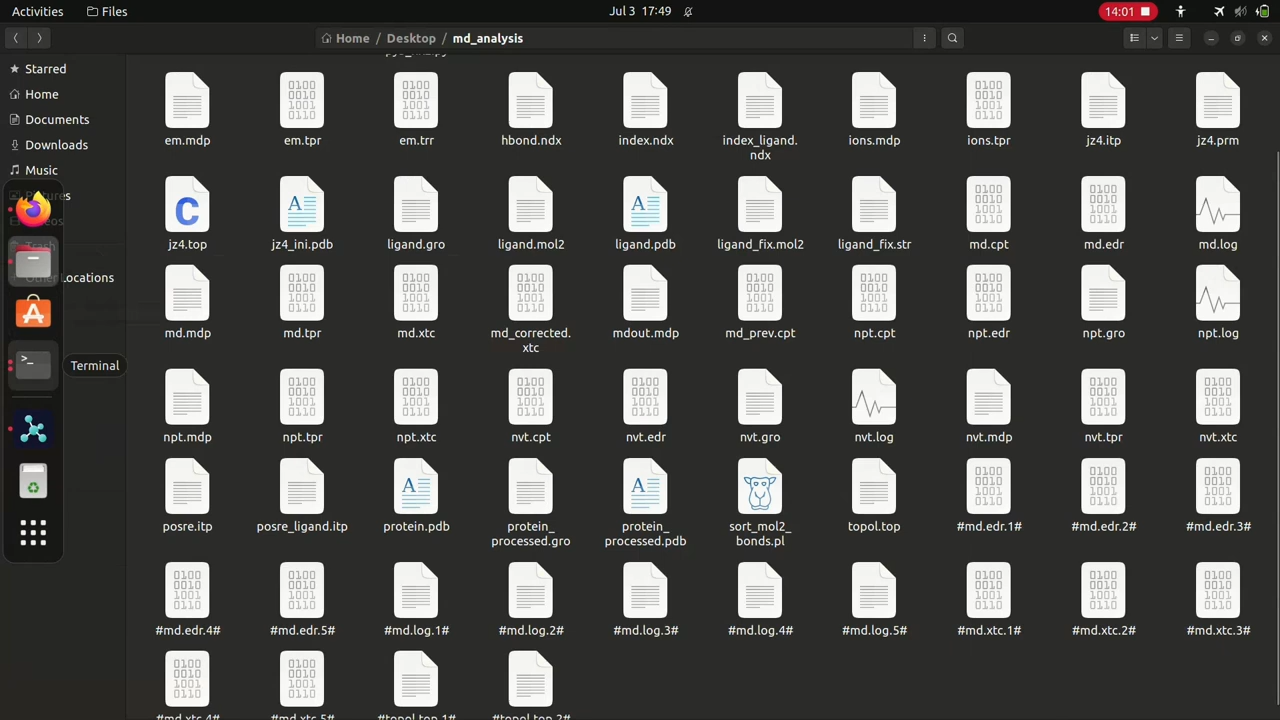 Activities Files Jul 3 17:49 14:01
Home / Desktop / md_analysis
Starred
Home
Documents
Downloads
Music
Locations
Terminal
em.mdp em.tpr em.trr hbond.ndx index.ndx index_ligand. ions.mdp ions.tpr jz4.itp jz4.prm
ndx
jz4.top jz4_ini.pdb ligand.gro ligand.mol2 ligand.pdb ligand_fix.mol2 ligand_fix.str md.cpt md.edr md.log
md.mdp md.tpr md.xtc md_corrected. mdout.mdp md_prev.cpt npt.cpt npt.edr npt.gro npt.log
xtc
npt.mdp npt.tpr npt.xtc nvt.cpt nvt.edr nvt.gro nvt.log nvt.mdp nvt.tpr nvt.xtc
posre.itp posre_ligand.itp protein.pdb protein_ protein_ sort_mol2_ topol.top #md.edr.1# #md.edr.2# #md.edr.3#
processed.gro processed.pdb bonds.pl
#md.edr.4# #md.edr.5# #md.log.1# #md.log.2# #md.log.3# #md.log.4# #md.log.5# #md.xtc.1# #md.xtc.2# #md.xtc.3#
#md.xtc.4# #md.xtc.5# #topol.top.1# #topol.top.2#